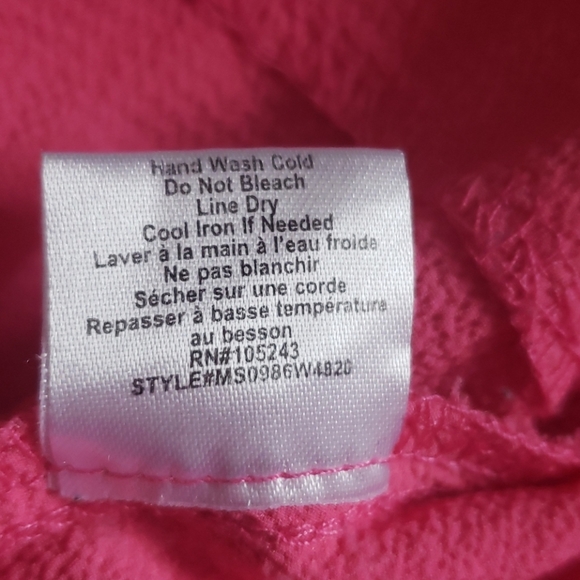 Hand Wash Cold
Do Not Bleach
Line Dry
Cool Iron If Needed
Laver à la main à l'eau froide
Ne pas blanchir
Sécher sur une corde
Repasser à basse température
au besson
RN#105243
STYLE#MS0986W4820